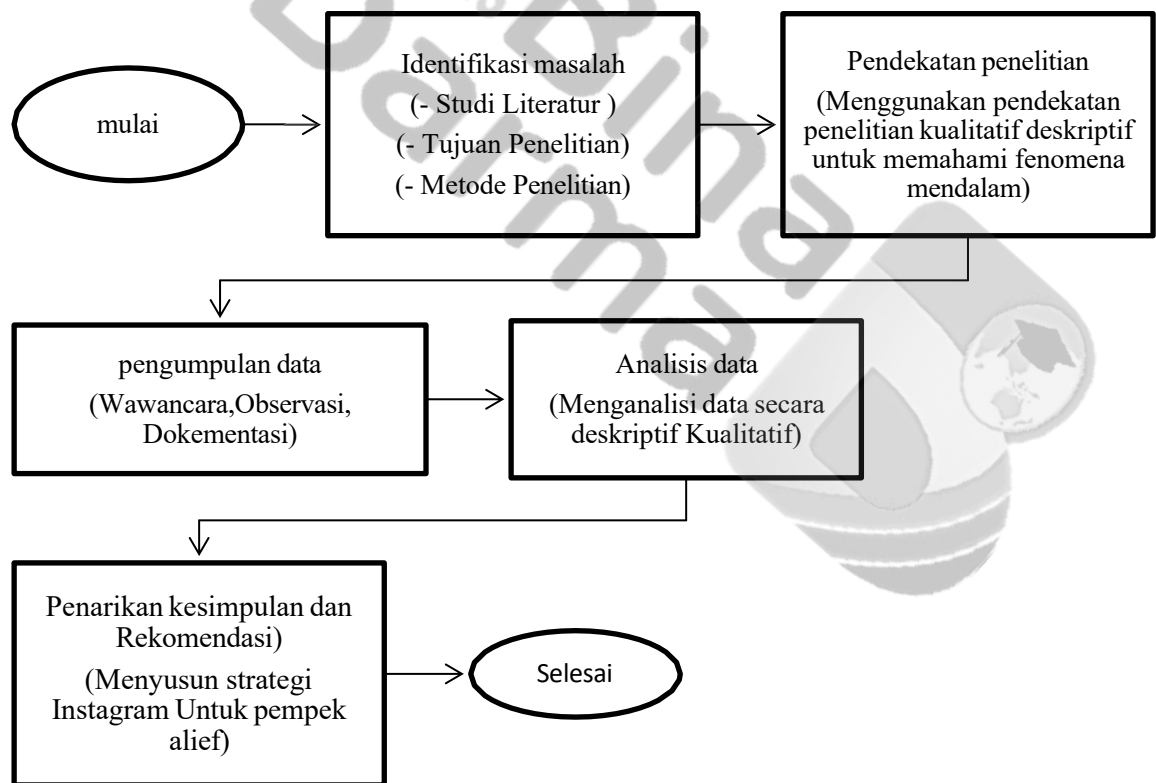 Bina
Darma
mulai
Identifikasi masalah
(- Studi Literatur )
(- Tujuan Penelitian)
(- Metode Penelitian)
Pendekatan penelitian
(Menggunakan pendekatan
penelitian kualitatif deskriptif
untuk memahami fenomena
mendalam)
pengumpulan data
(Wawancara,Observasi,
Dokementasi)
Analisis data
(Menganalisi data secara
deskriptif Kualitatif)
Penarikan kesimpulan dan
Rekomendasi)
(Menyusun strategi
Instagram Untuk pempek
alief)
Selesai